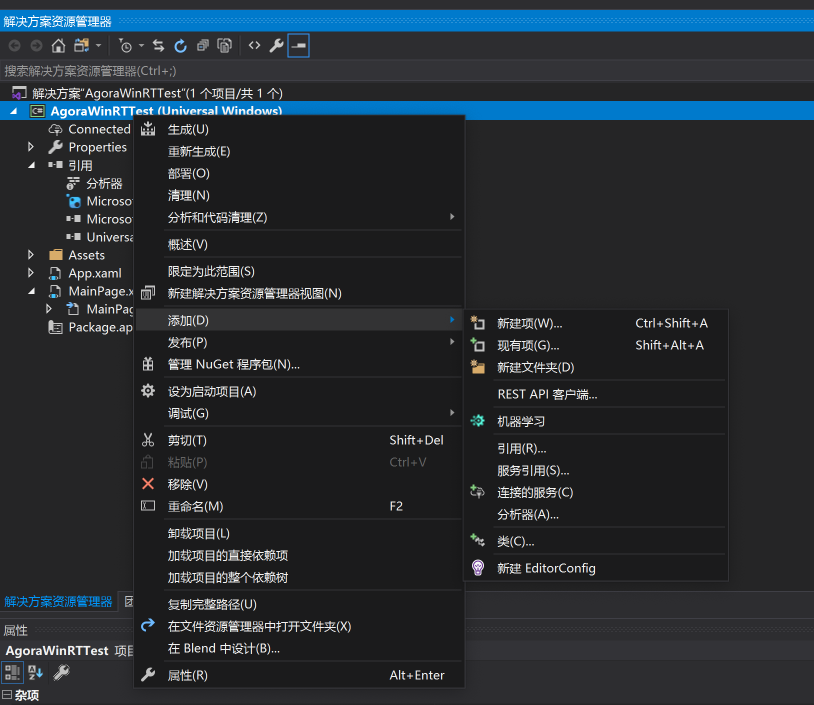 解决方案资源管理器
搜索解决方案资源管理器(Ctrl+;)
解决方案"AgoraWinRTTest"(1 个项目/共 1 个)
AgoraWinRTTest (Universal Windows)
Connected
Properties
引用
分析器
Microso
Microso
Universa
Assets
App.xaml
MainPage.x
MainPag
Package.ap
生成(U)
重新生成(E)
部署(O)
清理(N)
分析和代码清理(Z)
概述(V)
限定为此范围(S)
新建解决方案资源管理器视图(N)
添加(D)
发布(P)
管理 NuGet 程序包(N)...
设为启动项目(A)
调试(G)
剪切(T) Shift+Del
粘贴(P) Ctrl+V
移除(V)
重命名(M) F2
卸载项目(L)
加载项目的直接依赖项
加载项目的整个依赖树
复制完整路径(U)
在文件资源管理器中打开文件夹(X)
在 Blend 中设计(B)...
属性(R) Alt+Enter
新建项(W)... Ctrl+Shift+A
现有项(G)... Shift+Alt+A
新建文件夹(D)
REST API 客户端...
机器学习
引用(R)...
服务引用(S)...
连接的服务(C)
分析器(A)...
类(C)...
新建 EditorConfig
解决方案资源管理器
属性
AgoraWinRTTest 项目
杂项